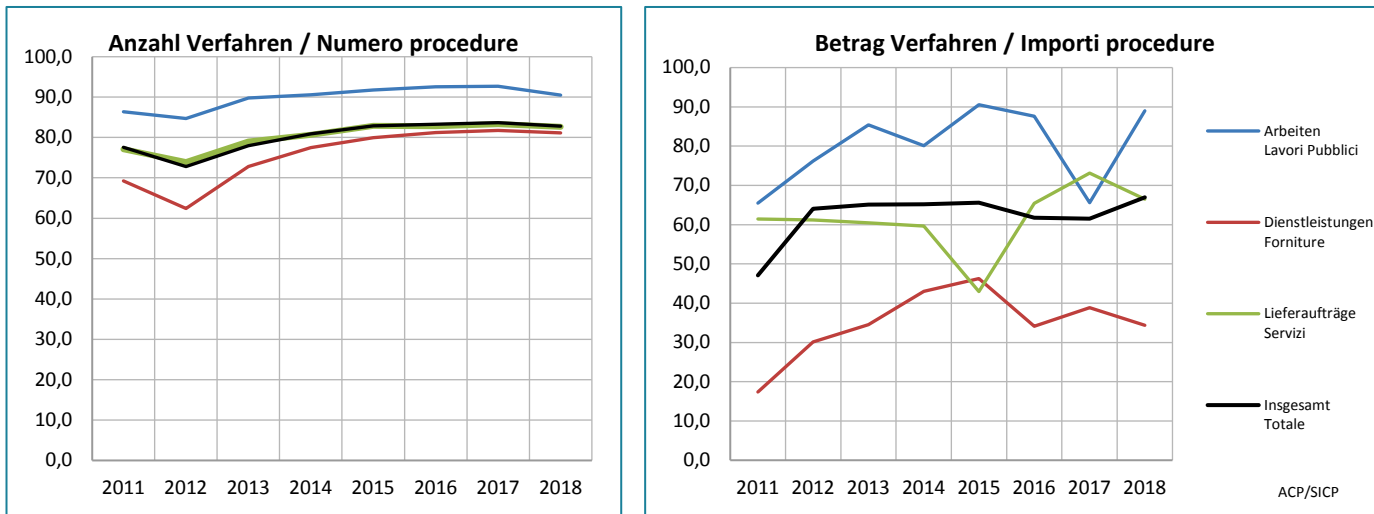 Anzahl Verfahren / Numero procedure
100,0
90,0
80,0
70,0
60,0
50,0
40,0
30,0
20,0
10,0
0,0
2011 2012 2013 2014 2015 2016 2017 2018
Betrag Verfahren / Importi procedure
100,0
90,0
80,0
70,0
60,0
50,0
40,0
30,0
20,0
10,0
0,0
2011 2012 2013 2014 2015 2016 2017 2018
Arbeiten
Lavori Pubblici
Dienstleistungen
Forniture
Lieferaufträge
Servizi
Insgesamt
Totale
ACP/SICP